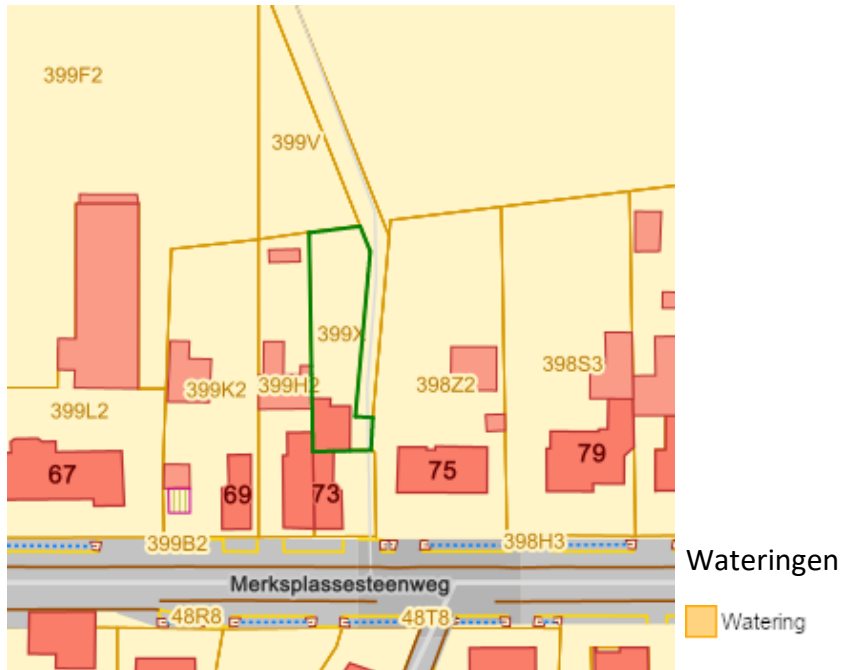 399F2
399V
399X
399K2
399H2
398Z2
398S3
399L2
67
69
73
75
79
399B2
398H3
Merksplassesteenweg
48R8
48T8
Wateringen
Watering